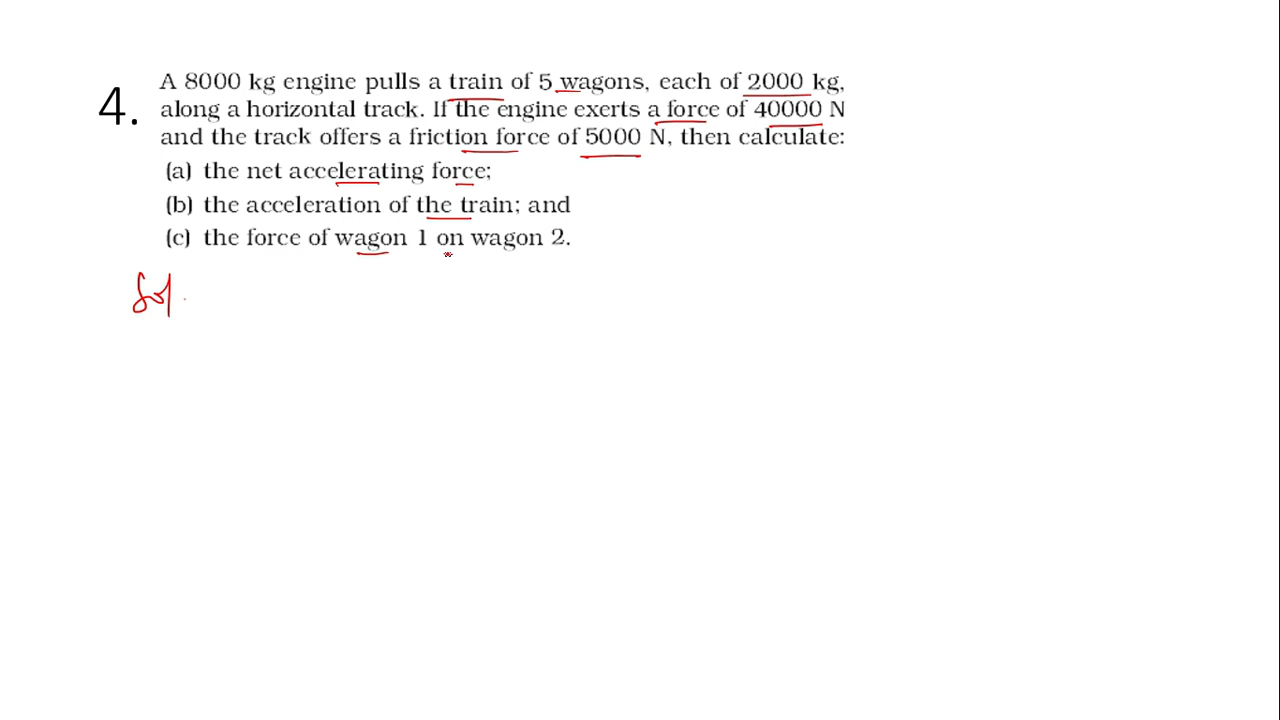 4.
A 8000 kg engine pulls a train of 5 wagons, each of 2000 kg,
along a horizontal track. If the engine exerts a force of 40000 N
and the track offers a friction force of 5000 N, then calculate:
(a) the net accelerating force;
(b) the acceleration of the train; and
(c) the force of wagon 1 on wagon 2.
Sol.